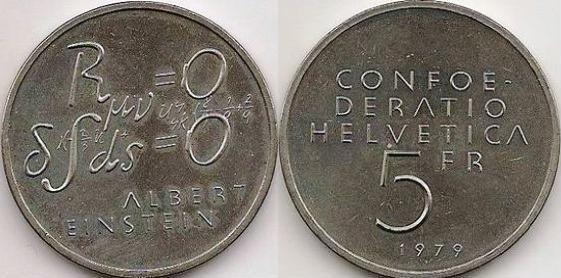 R_μν = 0
δ∫ds = 0
ALBERT
EINSTEIN
CONFOE-
DERATIO
HELVETICA
5 FR
1979